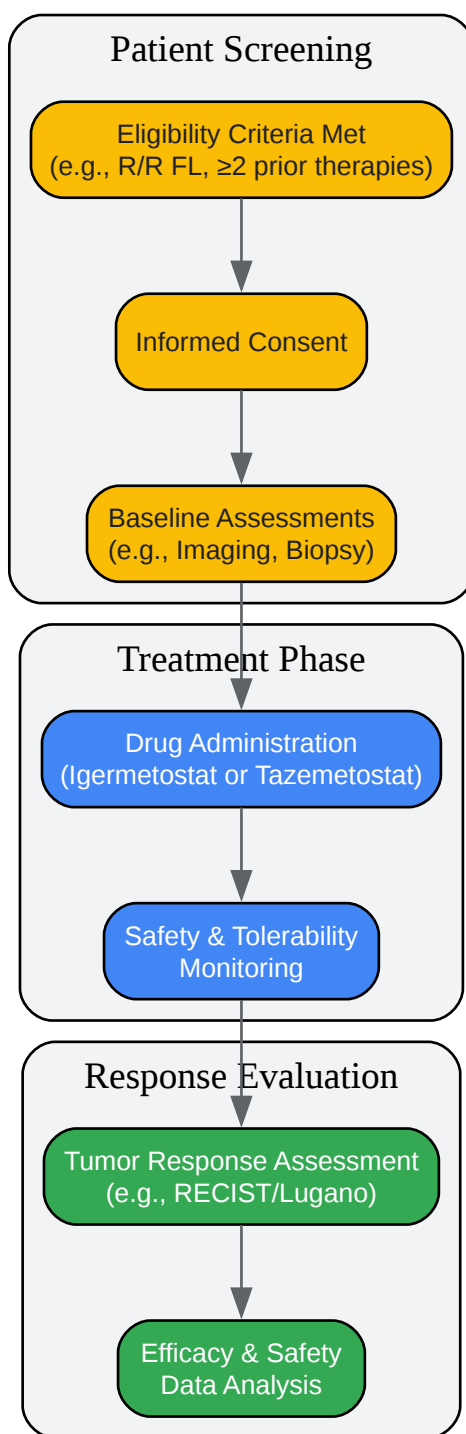 Patient Screening
Eligibility Criteria Met
(e.g., R/R FL, ≥2 prior therapies)
Informed Consent
Baseline Assessments
(e.g., Imaging, Biopsy)
Treatment Phase
Drug Administration
(Igermetostat or Tazemetostat)
Safety & Tolerability
Monitoring
Response Evaluation
Tumor Response Assessment
(e.g., RECIST/Lugano)
Efficacy & Safety
Data Analysis